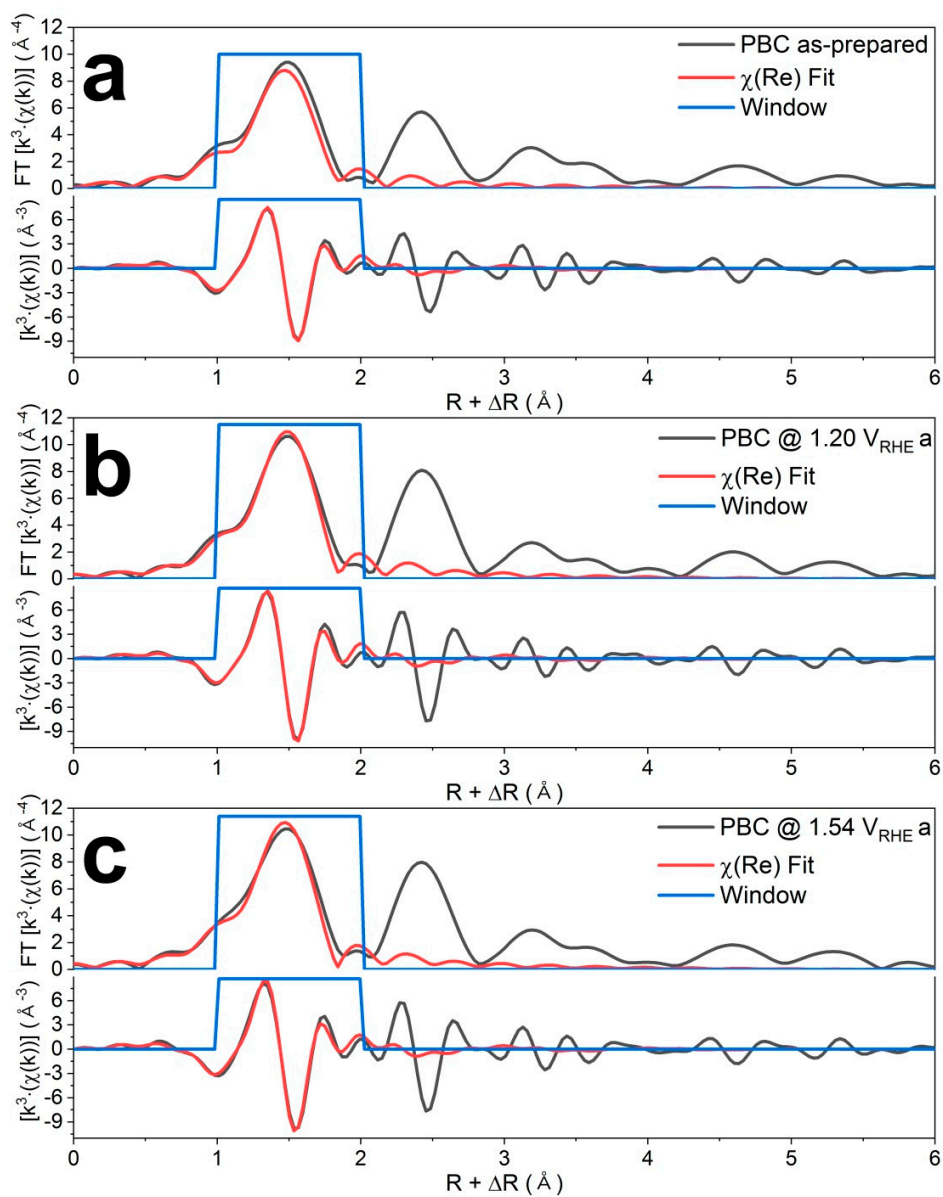 a
FT [k³·(χ(k))] (Å⁻⁴)
12
10
8
6
4
2
0
PBC as-prepared
χ(Re) Fit
Window
[k³·(χ(k))] (Å⁻³)
6
3
0
-3
-6
-9
0 1 2 3 4 5 6
R + ΔR (Å)
b
FT [k³·(χ(k))] (Å⁻⁴)
12
10
8
6
4
2
0
PBC @ 1.20 V_RHE a
χ(Re) Fit
Window
[k³·(χ(k))] (Å⁻³)
6
3
0
-3
-6
-9
0 1 2 3 4 5 6
R + ΔR (Å)
c
FT [k³·(χ(k))] (Å⁻⁴)
12
10
8
6
4
2
0
PBC @ 1.54 V_RHE a
χ(Re) Fit
Window
[k³·(χ(k))] (Å⁻³)
6
3
0
-3
-6
-9
0 1 2 3 4 5 6
R + ΔR (Å)